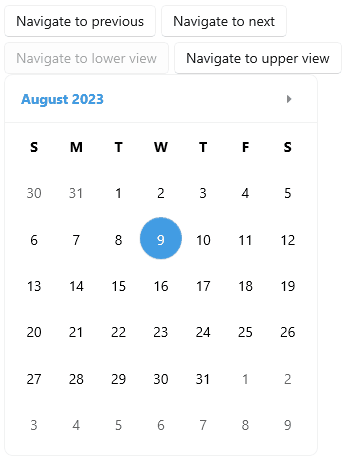 Navigate to previous Navigate to next
Navigate to lower view Navigate to upper view
August 2023
S M T W T F S
30 31 1 2 3 4 5
6 7 8 9 10 11 12
13 14 15 16 17 18 19
20 21 22 23 24 25 26
27 28 29 30 31 1 2
3 4 5 6 7 8 9